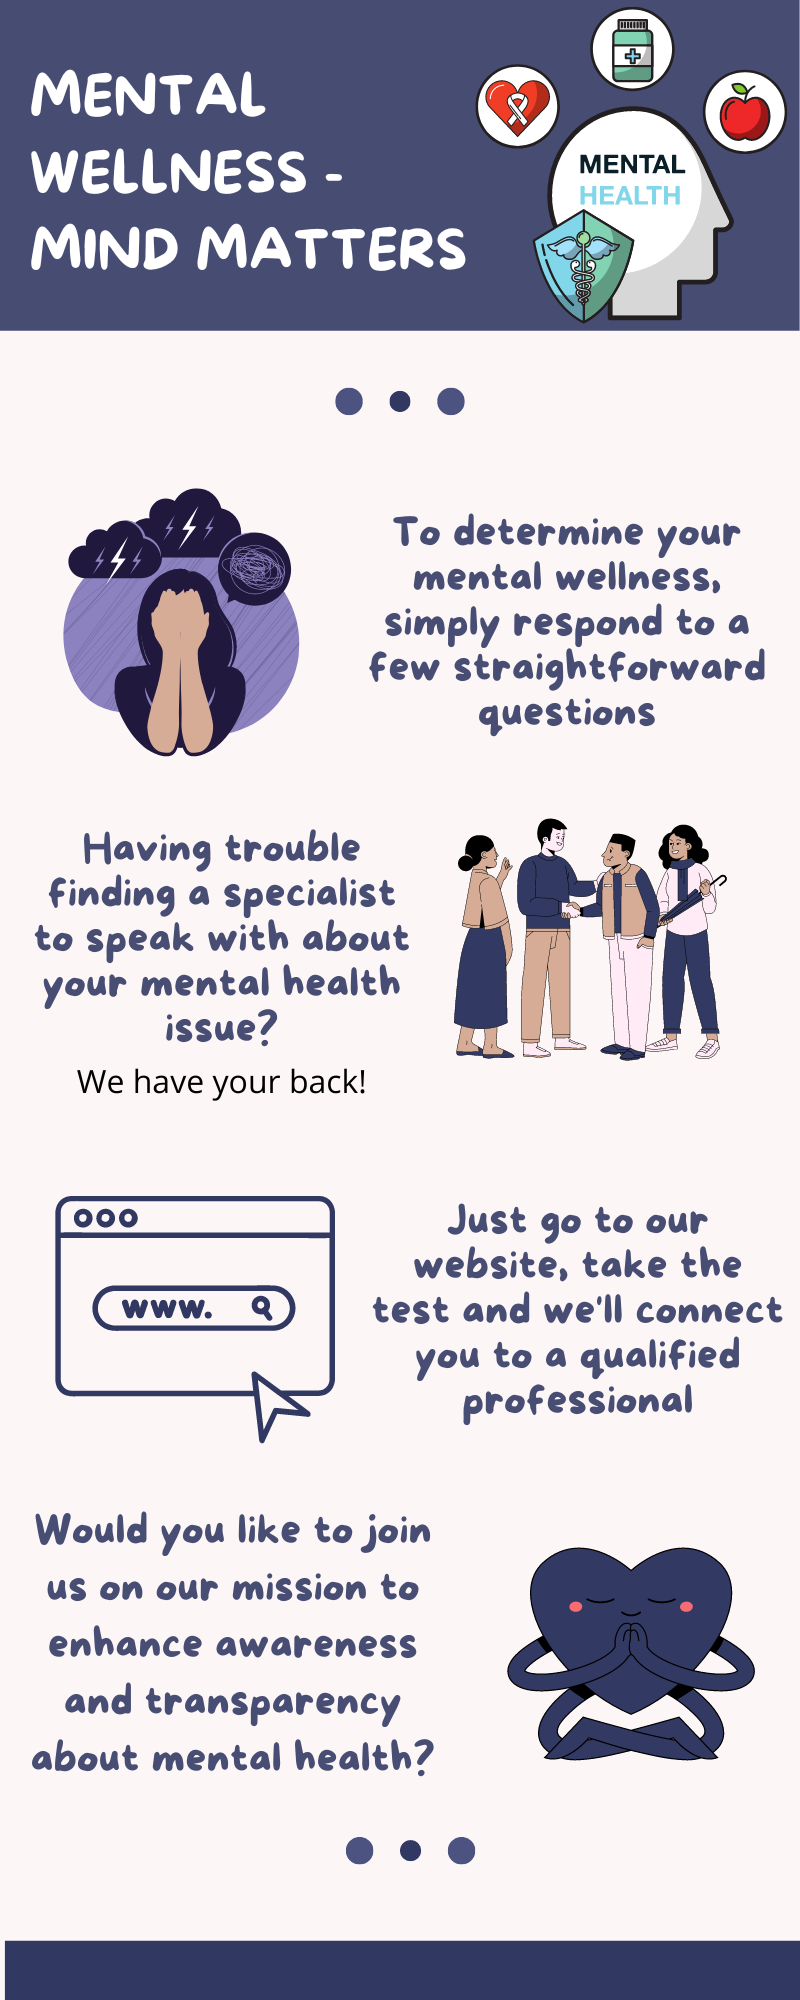 MENTAL
WELLNESS -
MIND MATTERS
MENTAL
HEALTH
To determine your
mental wellness,
simply respond to a
few straightforward
questions
Having trouble
finding a specialist
to speak with about
your mental health
issue?
We have your back!
www.
Just go to our
website, take the
test and we'll connect
you to a qualified
professional
Would you like to join
us on our mission to
enhance awareness
and transparency
about mental health?